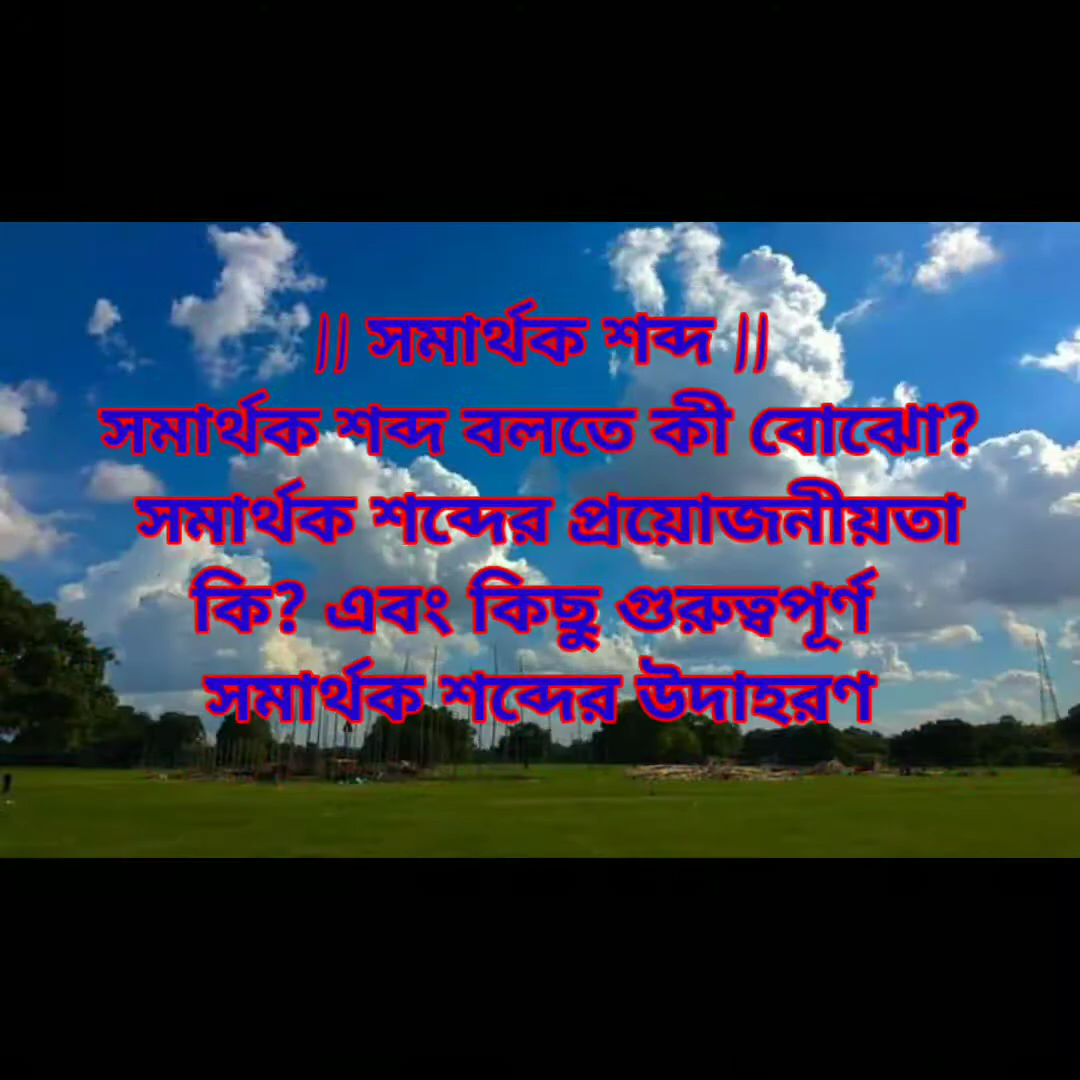 || সমার্থক শব্দ ||
সমার্থক শব্দ বলতে কী বোঝো?
সমার্থক শব্দের প্রয়োজনীয়তা
কি? এবং কিছু গুরুত্বপূর্ণ
সমার্থক শব্দের উদাহরণ